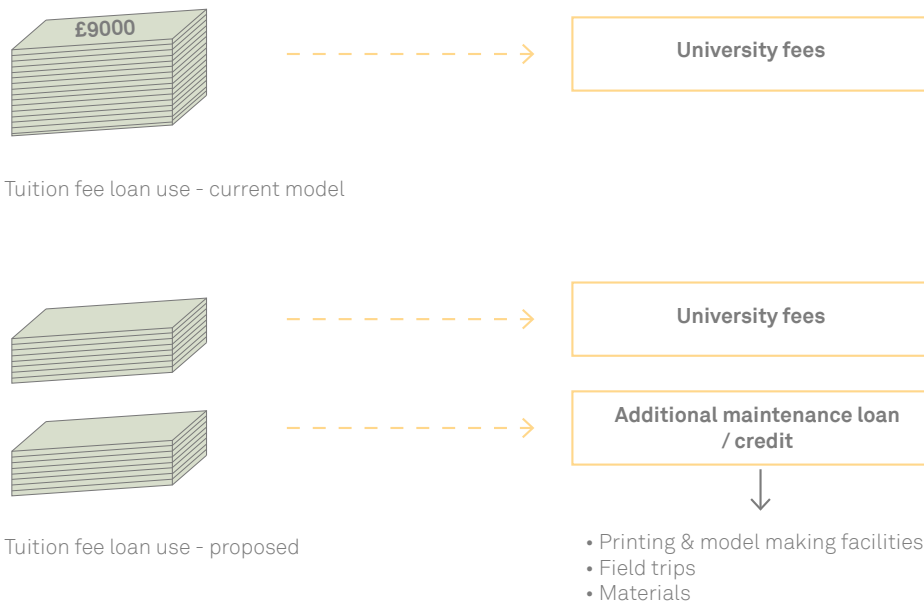 £9000
University fees
Tuition fee loan use - current model
University fees
Additional maintenance loan
/ credit
Tuition fee loan use - proposed
• Printing & model making facilities
• Field trips
• Materials